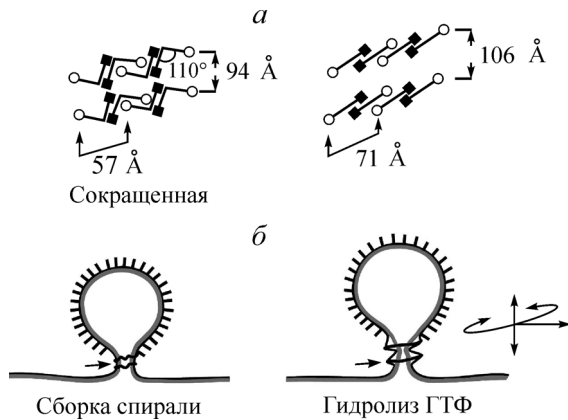 а
110° 94 Å
106 Å
57 Å
71 Å
Сокращенная
б
Сборка спирали
Гидролиз ГТФ